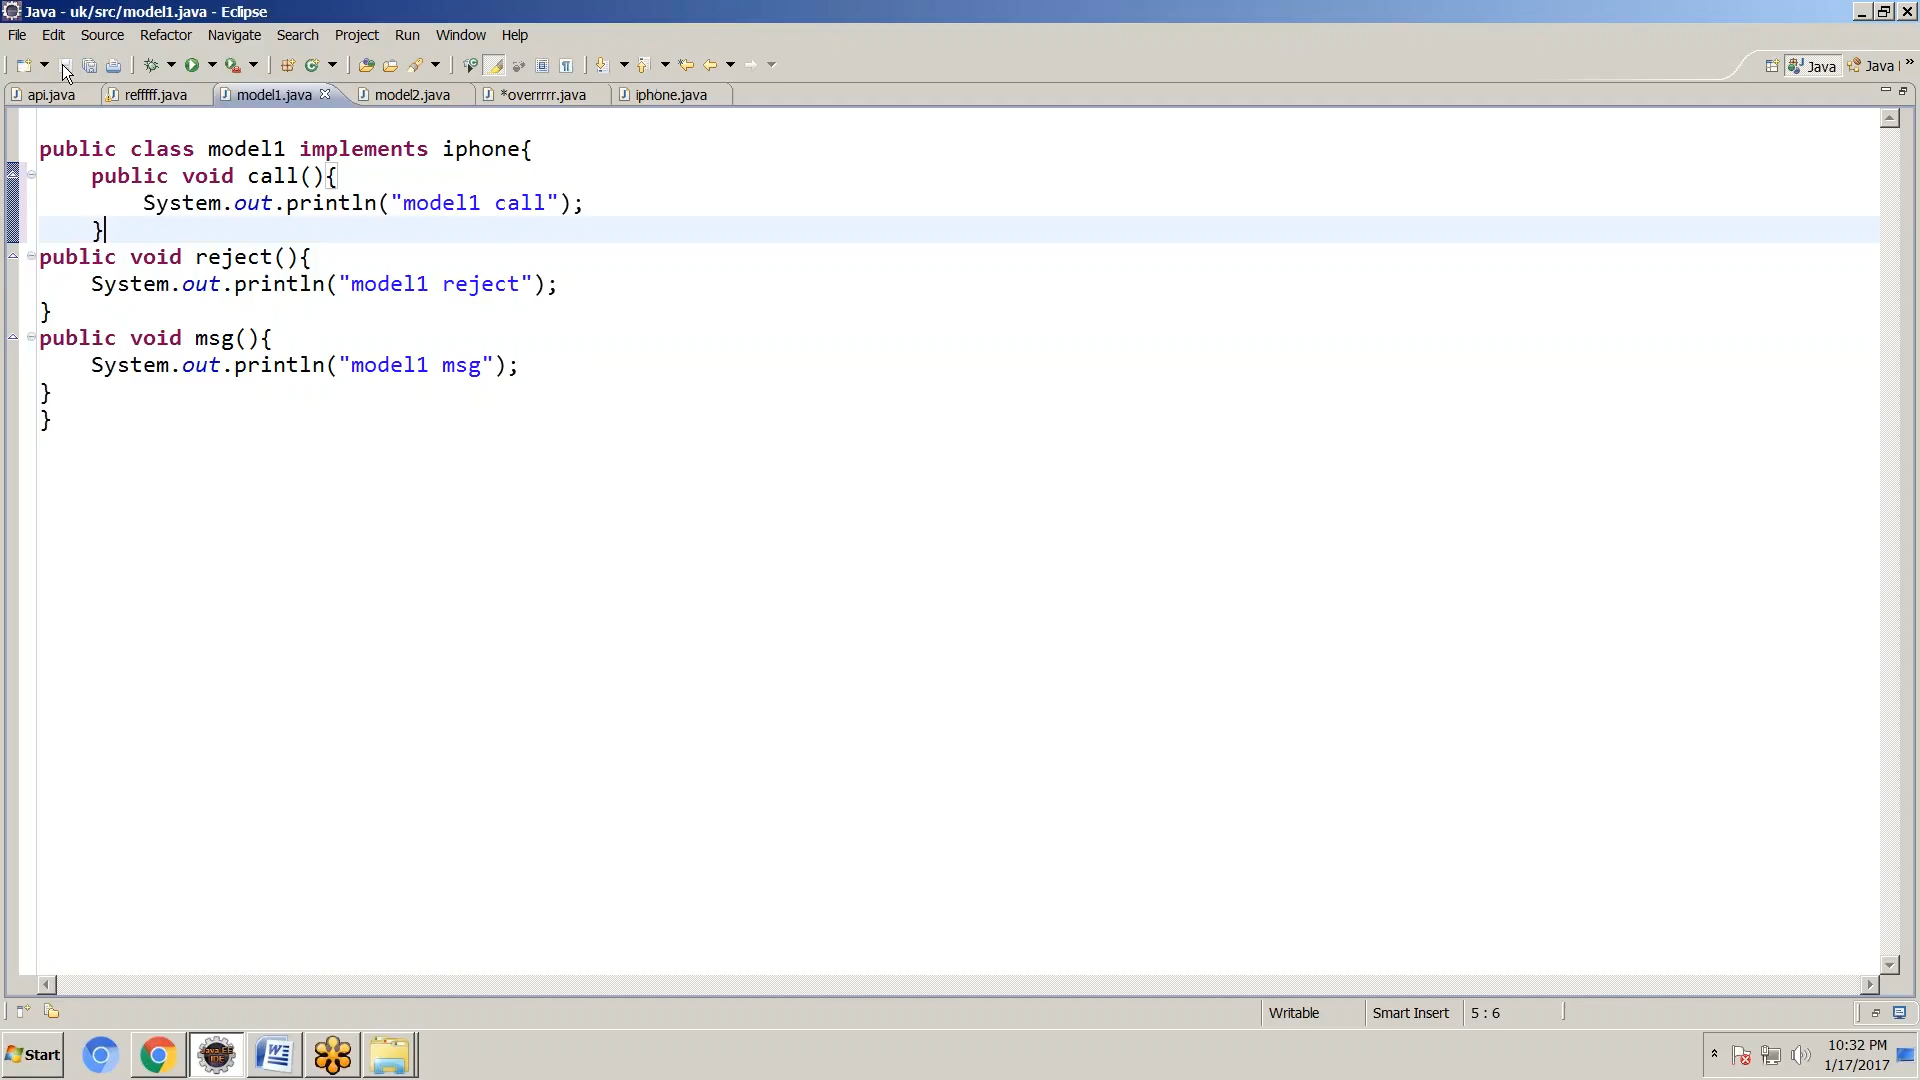 Java - uk/src/model1.java - Eclipse
File Edit Source Refactor Navigate Search Project Run Window Help
Java Java
api.java refffff.java model1.java model2.java *overrrrr.java iphone.java
public class model1 implements iphone{
public void call(){
System.out.println("model1 call");
}
public void reject(){
System.out.println("model1 reject");
}
public void msg(){
System.out.println("model1 msg");
}
}
Writable Smart Insert 5 : 6
Start
10:32 PM
1/17/2017